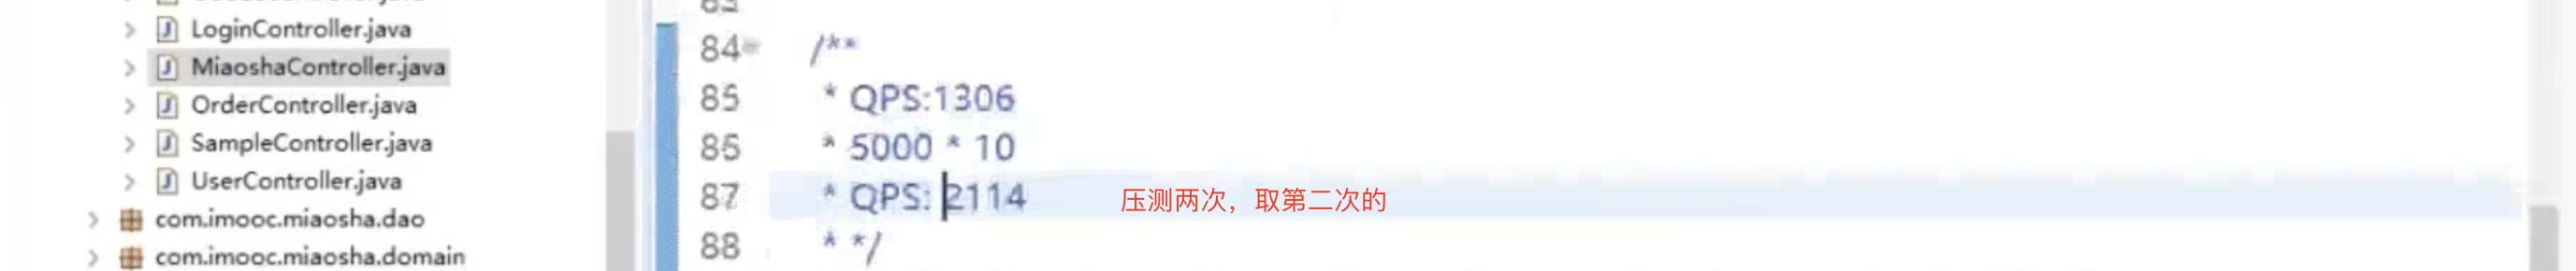 LoginController.java
MiaoshaController.java
OrderController.java
SampleController.java
UserController.java
com.imooc.miaosha.dao
com.imooc.miaosha.domain
84 /**
85 * QPS:1306
86 * 5000 * 10
87 * QPS: 2114 压测两次，取第二次的
88 * */